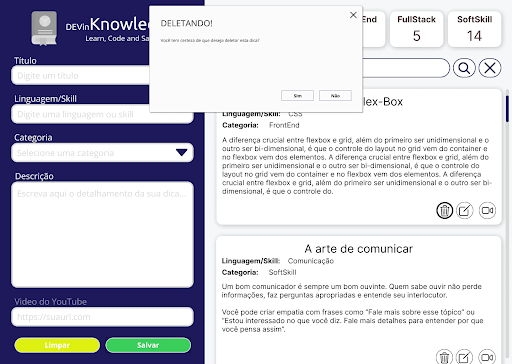 DEVinKnowle
Learn, Code and Sa
Título
Digite um título
Linguagem/Skill
Digite uma linguagem ou skill
Categoria
Selecione uma categoria
Descrição
Escreva aqui o detalhamento da sua dica...
Video do YouTube
https://suaurl.com
Limpar
Salvar
DELETANDO!
Você tem certeza de que deseja deletar esta dica?
Sim
Não
End
FullStack
5
SoftSkill
14
lex-Box
Linguagem/Skill: CSS
Categoria: FrontEnd
A diferença crucial entre flexbox e grid, além do primeiro ser unidimensional e o
outro ser bi-dimensional, é que o controle do layout no grid vem do container e
no flexbox vem dos elementos. A diferença crucial entre flexbox e grid, além do
primeiro ser unidimensional e o outro ser bi-dimensional, é que o controle do
layout no grid vem do container e no flexbox vem dos elementos. A diferença
crucial entre flexbox e grid, além do primeiro ser unidimensional e o outro ser bi-
dimensional, é que o controle do.
A arte de comunicar
Linguagem/Skill: Comunicação
Categoria: SoftSkill
Um bom comunicador é sempre um bom ouvinte. Quem sabe ouvir não perde
informações, faz perguntas apropriadas e entende seu interlocutor.
Você pode criar empatia com frases como "Fale mais sobre esse tópico" ou
"Estou interessado no que você diz. Fale mais detalhes para entender por que
você pensa assim".